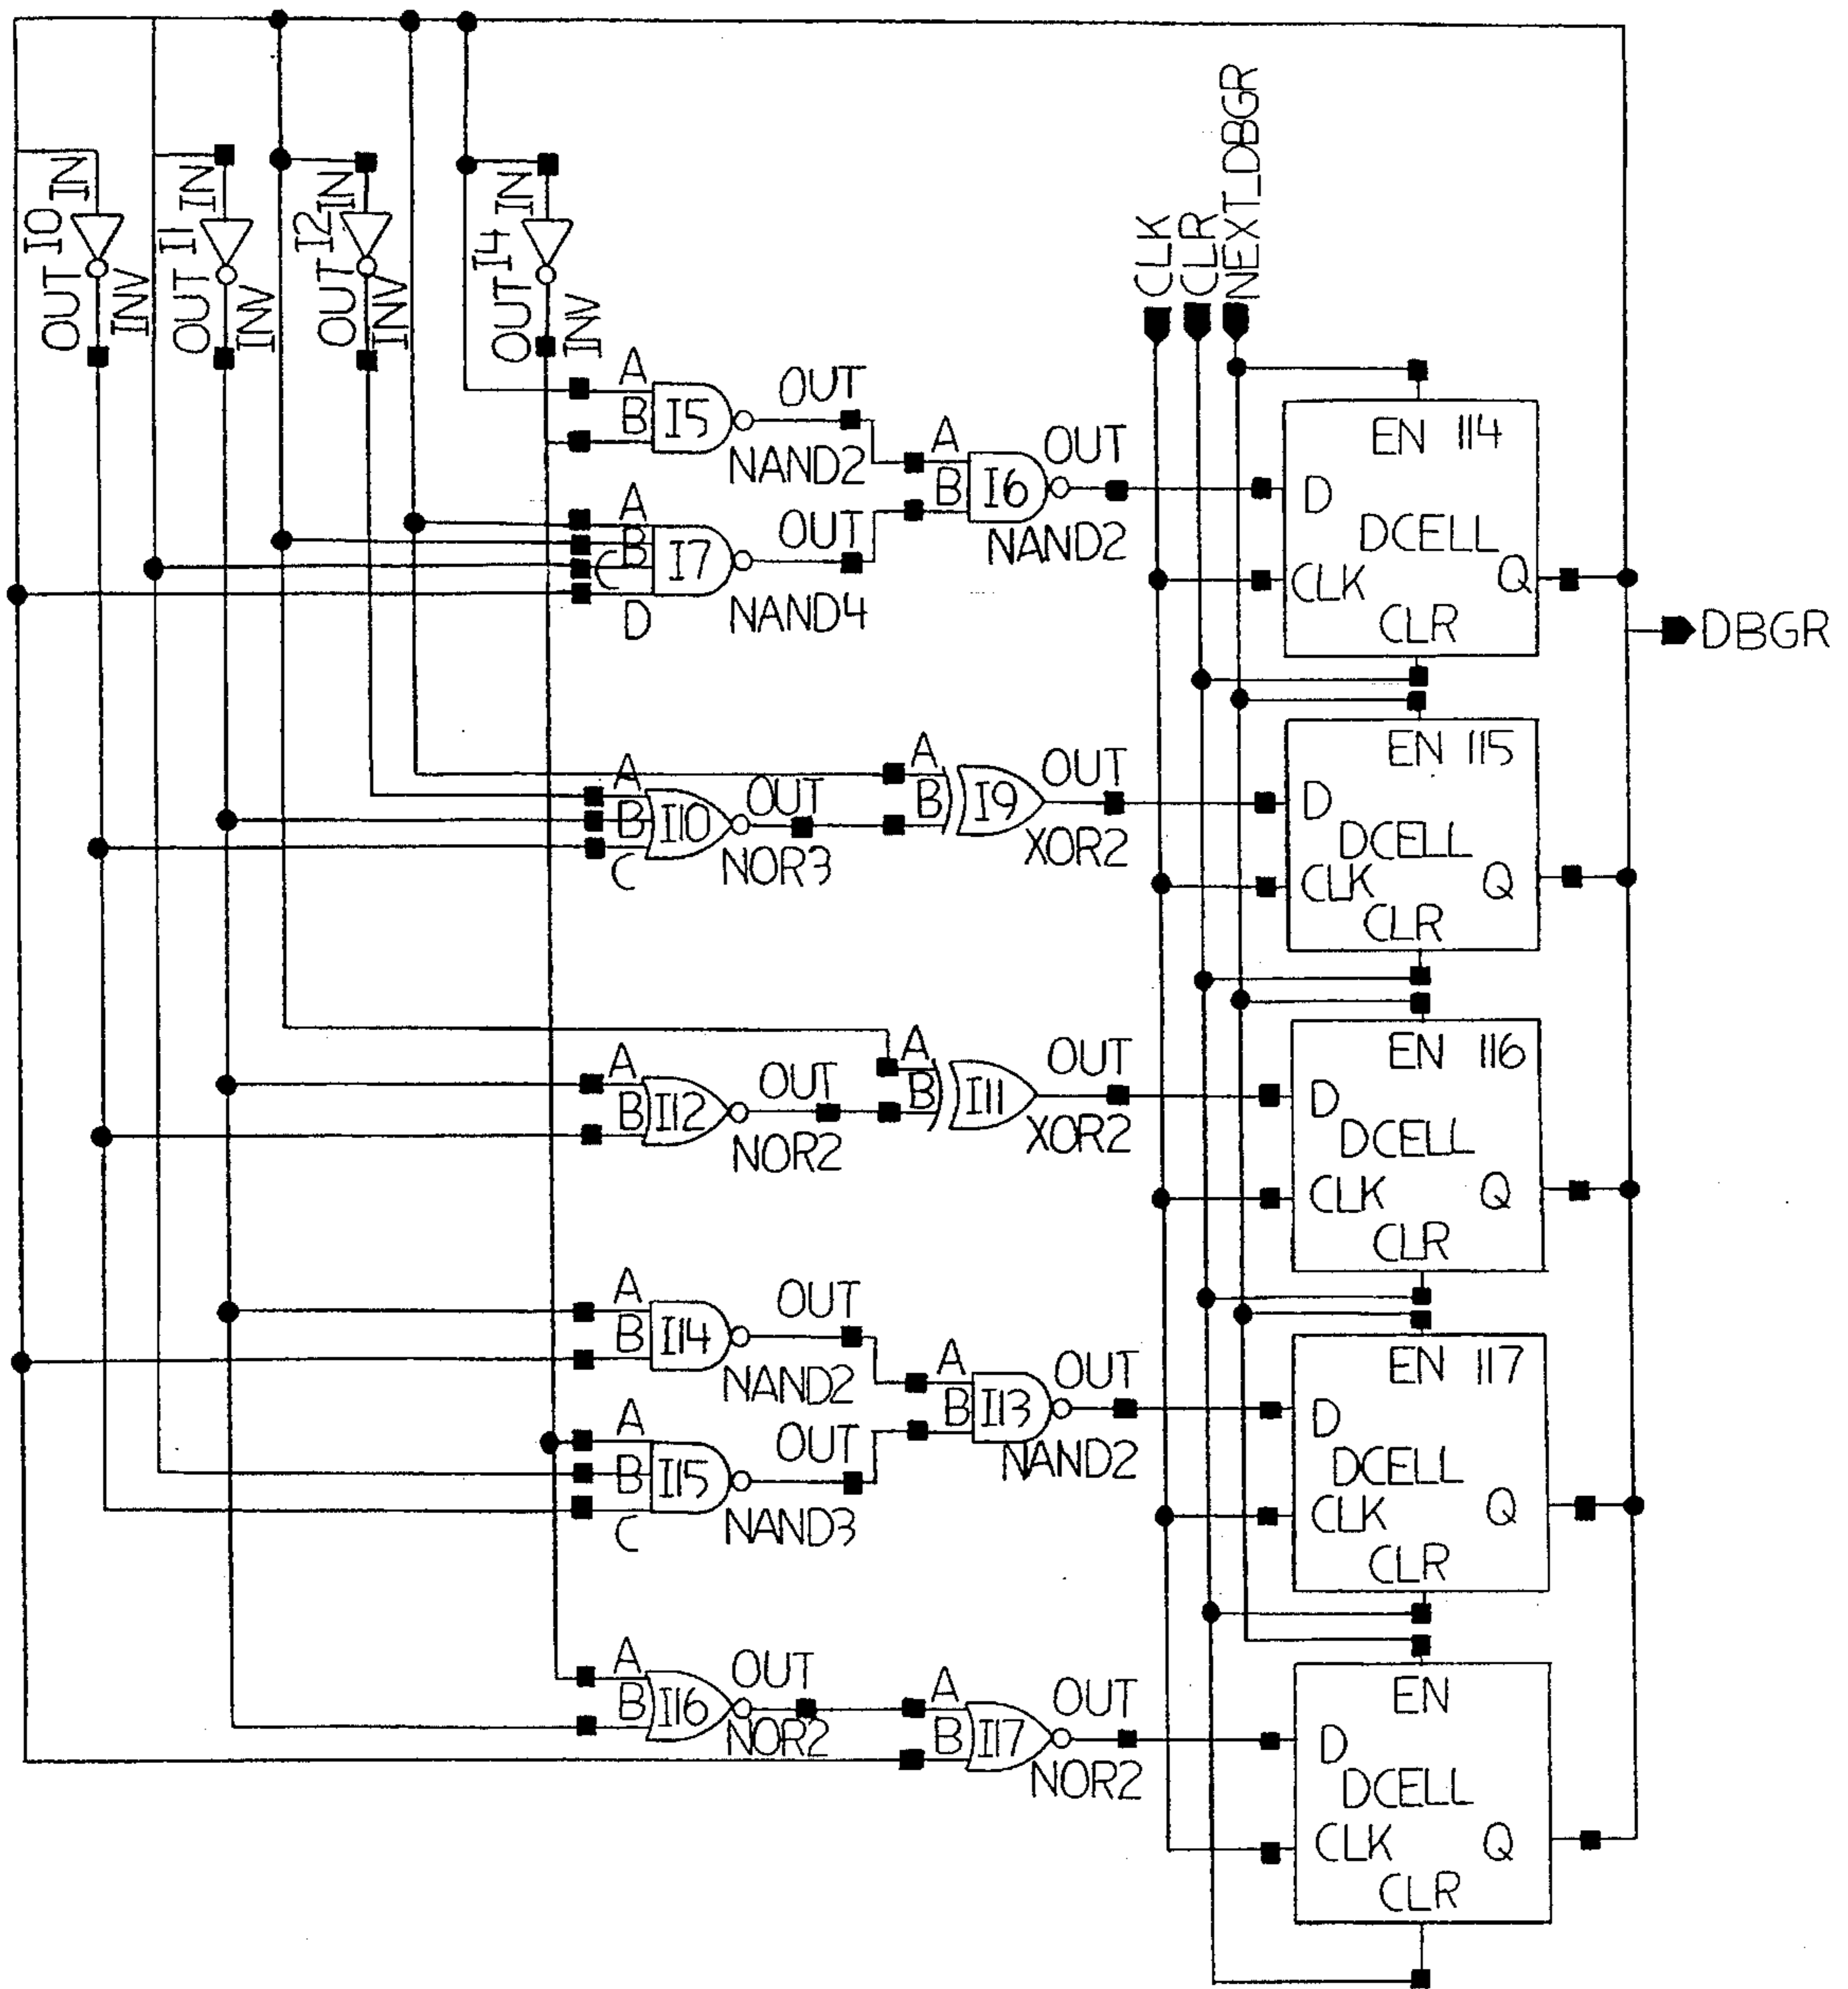 CLK
CLR
NEXT_DBGR
IN
I0
OUT
INV
IN
I1
OUT
INV
IN
I2
OUT
INV
IN
I4
OUT
INV
A
B
I5
OUT
NAND2
A
B
I6
OUT
NAND2
A
B
C
D
I7
OUT
NAND4
EN 114
D
DCELL
CLK Q
CLR
DBGR
A
B
C
I10
OUT
NOR3
A
B
I9
OUT
XOR2
EN 115
D
DCELL
CLK Q
CLR
A
B
I12
OUT
NOR2
A
B
I11
OUT
XOR2
EN 116
D
DCELL
CLK Q
CLR
A
B
I14
OUT
NAND2
A
B
C
I15
OUT
NAND3
A
B
I13
OUT
NAND2
EN 117
D
DCELL
CLK Q
CLR
A
B
I16
OUT
NOR2
A
B
I17
OUT
NOR2
EN
D
DCELL
CLK Q
CLR